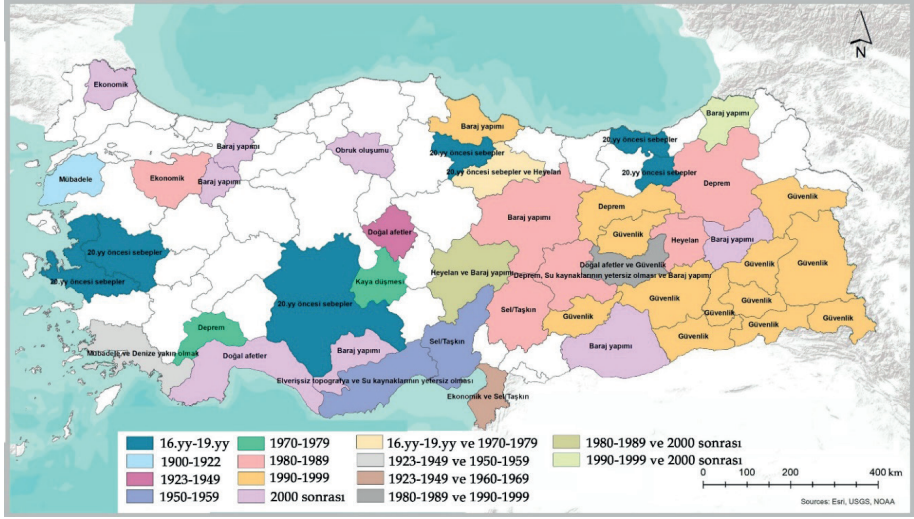 N
Ekonomik
Baraj yapımı
Baraj yapımı
Baraj yapımı
Obruk oluşumu
20.yy öncesi sebepler
20.yy öncesi sebepler
Mübadele
Ekonomik
Baraj yapımı
20.yy öncesi sebepler ve Heyelan
20.yy öncesi sebepler
Deprem
Güvenlik
Deprem
Baraj yapımı
Doğal afetler
Güvenlik
Heyelan
Baraj yapımı
20.yy öncesi sebepler
Güvenlik
Güvenlik
Doğal afetler ve Güvenlik
Heyelan ve Baraj yapımı
Deprem, Su kaynaklarının yetersiz olması ve Baraj yapımı
20.yy öncesi sebepler
Kaya düşmesi
Güvenlik
Güvenlik
20.yy öncesi sebepler
Sel/Taşkın
Güvenlik
Güvenlik
Güvenlik
Güvenlik
Güvenlik
Deprem
Sel/Taşkın
Baraj yapımı
Mübadele ve Denize yakın olmak
Doğal afetler
Baraj yapımı
Elverişsiz topografya ve Su kaynaklarının yetersiz olması
Ekonomik ve Sel/Taşkın
16.yy-19.yy
1900-1922
1923-1949
1950-1959
1970-1979
1980-1989
1990-1999
2000 sonrası
16.yy-19.yy ve 1970-1979
1923-1949 ve 1950-1959
1923-1949 ve 1960-1969
1980-1989 ve 1990-1999
1980-1989 ve 2000 sonrası
1990-1999 ve 2000 sonrası
0 100 200 400 km
Sources: Esri, USGS, NOAA